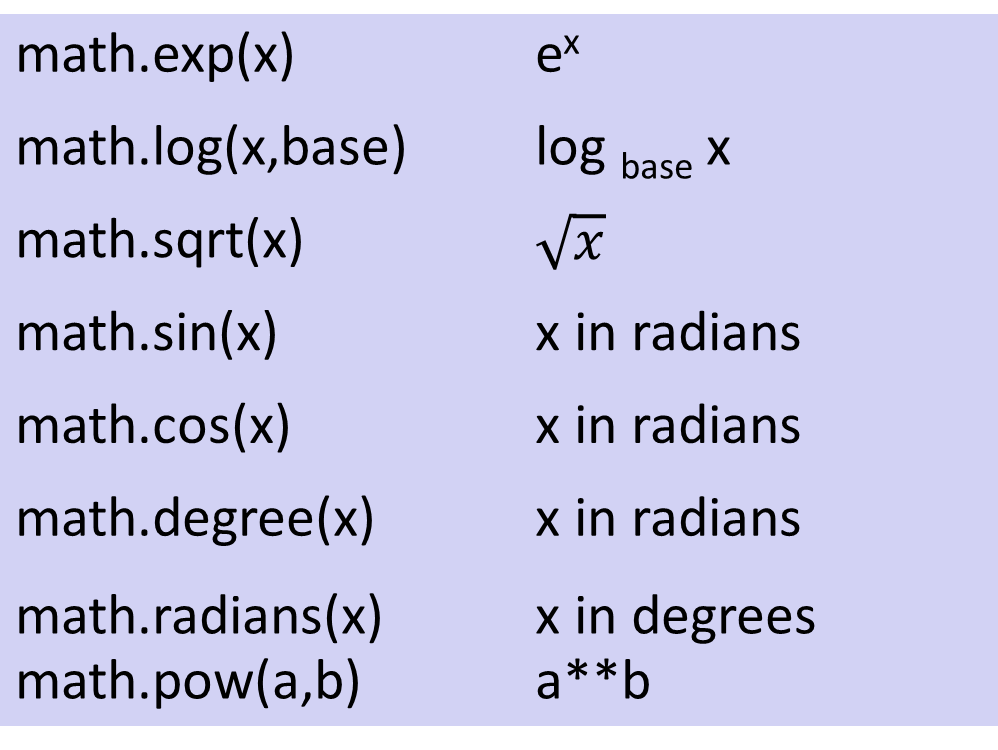 math.exp(x) eˣ
math.log(x,base) log base x
math.sqrt(x) √x
math.sin(x) x in radians
math.cos(x) x in radians
math.degree(x) x in radians
math.radians(x) x in degrees
math.pow(a,b) a**b